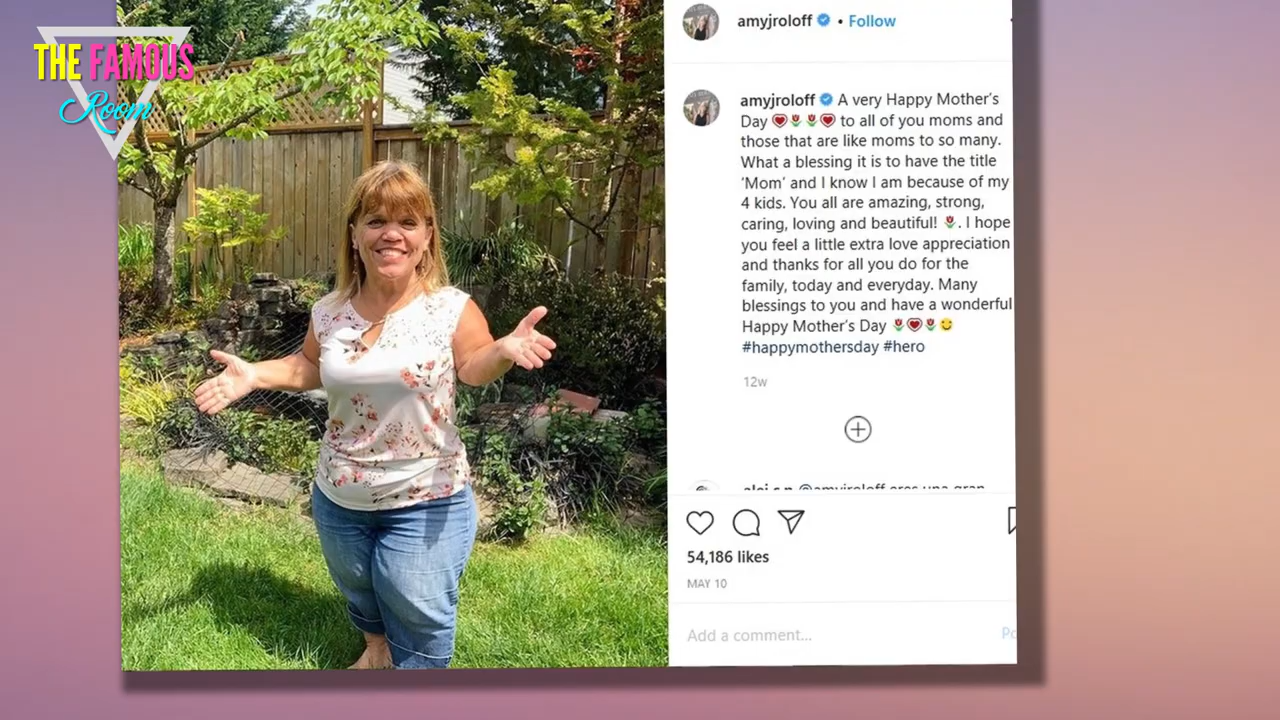 THE FAMOUS
Room
amyjroloff • Follow
amyjroloff A very Happy Mother's
Day ❤️🌷🌷❤️ to all of you moms and
those that are like moms to so many.
What a blessing it is to have the title
'Mom' and I know I am because of my
4 kids. You all are amazing, strong,
caring, loving and beautiful! 🌷. I hope
you feel a little extra love appreciation
and thanks for all you do for the
family, today and everyday. Many
blessings to you and have a wonderful
Happy Mother's Day 🌷❤️🌷😊
#happymothersday #hero
12w
@amyjroloff eres una gran
54,186 likes
MAY 10
Add a comment...